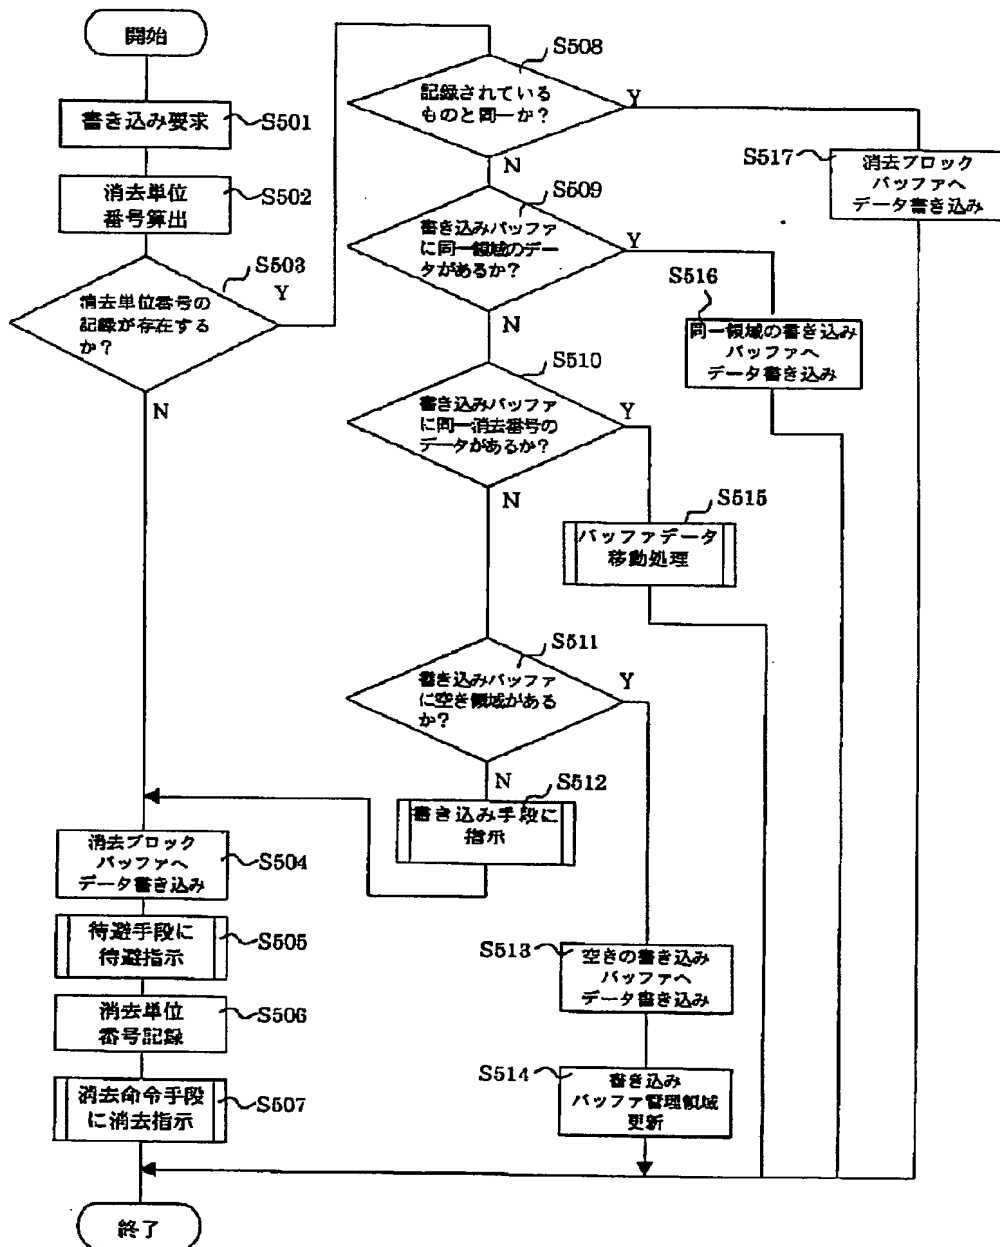 開始
書き込み要求
S501
消去単位
番号算出
S502
消去単位番号の
記録が存在する
か？
S503
Y
N
消去ブロック
バッファへ
データ書き込み
S504
待避手段に
待避指示
S505
消去単位
番号記録
S506
消去命令手段
に消去指示
S507
終了
記録されている
ものと同一か？
S508
Y
N
書き込みバッファ
に同一領域のデー
タがあるか？
S509
Y
N
書き込みバッファ
に同一消去番号の
データがあるか？
S510
Y
N
書き込みバッファ
に空き領域がある
か？
S511
Y
N
書き込み手段に
指示
S512
空きの書き込み
バッファへ
データ書き込み
S513
書き込み
バッファ管理領域
更新
S514
バッファデータ
移動処理
S515
同一領域の書き込み
バッファへ
データ書き込み
S516
消去ブロック
バッファへ
データ書き込み
S517